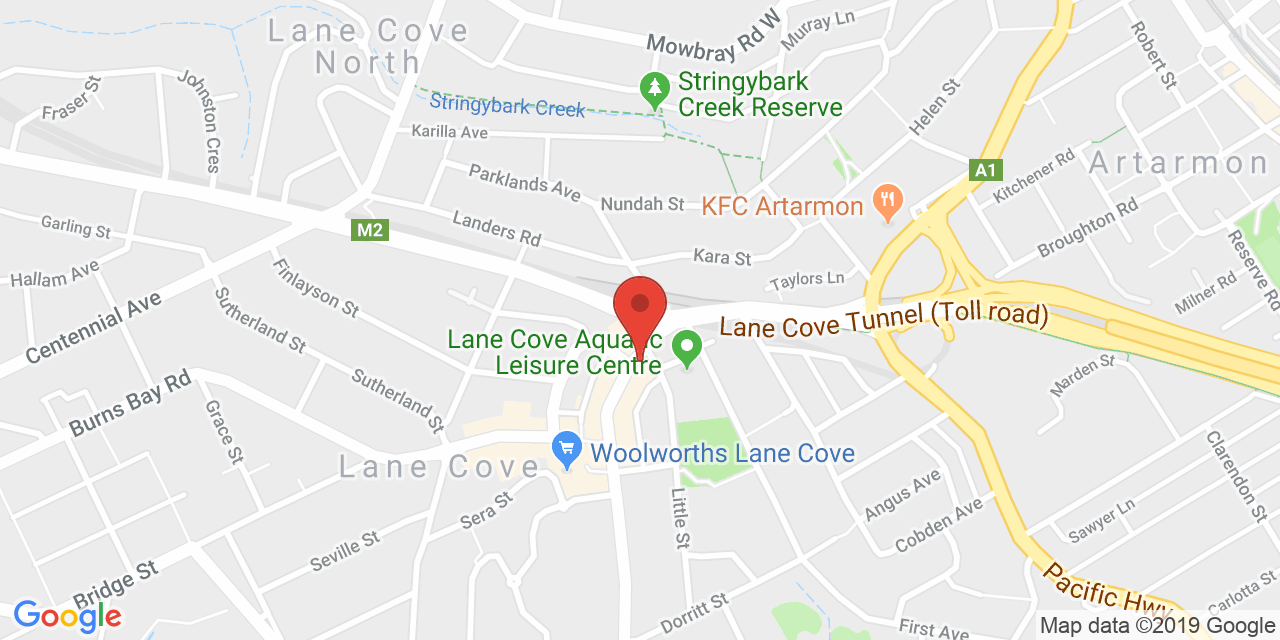 Lane Cove
North
Mowbray Rd W
Murray Ln
Robert St
Fraser St
Johnston Cres
Stringybark
Creek Reserve
Stringybark Creek
Karilla Ave
Helen St
A1
Kitchener Rd
Artarmon
Parklands Ave
Nundah St
KFC Artarmon
Broughton Rd
Garling St
M2
Landers Rd
Kara St
Reserve Rd
Hallam Ave
Finlayson St
Taylors Ln
Milner Rd
Centennial Ave
Sutherland St
Lane Cove Tunnel (Toll road)
Lane Cove Aquatic
Leisure Centre
Marden St
Burns Bay Rd
Sutherland St
Grace St
Lane Cove
Woolworths Lane Cove
Clarendon St
Sera St
Little St
Angus Ave
Cobden Ave
Sawyer Ln
Seville St
Bridge St
Pacific Hwy
Dorritt St
First Ave
Carlotta St
Google
Map data ©2019 Google